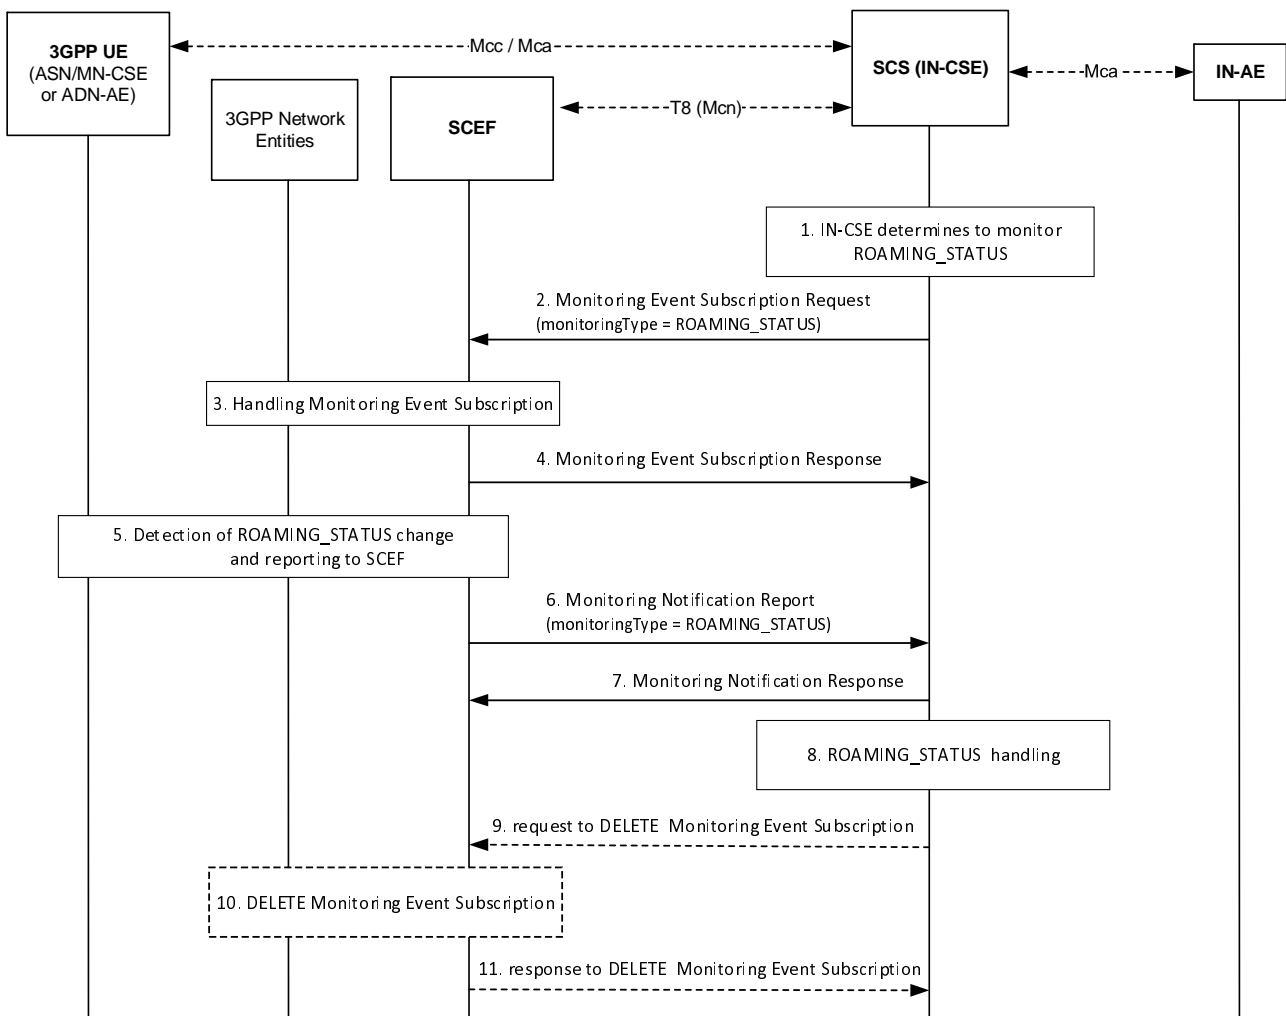 3GPP UE
(ASN/MN-CSE
or ADN-AE)
Mcc / Mca
SCS (IN-CSE)
Mca
IN-AE
3GPP Network
Entities
SCEF
T8 (Mcn)
1. IN-CSE determines to monitor
ROAMING_STATUS
2. Monitoring Event Subscription Request
(monitoringType = ROAMING_STATUS)
3. Handling Monitoring Event Subscription
4. Monitoring Event Subscription Response
5. Detection of ROAMING_STATUS change
and reporting to SCEF
6. Monitoring Notification Report
(monitoringType = ROAMING_STATUS)
7. Monitoring Notification Response
8. ROAMING_STATUS handling
9. request to DELETE Monitoring Event Subscription
10. DELETE Monitoring Event Subscription
11. response to DELETE Monitoring Event Subscription